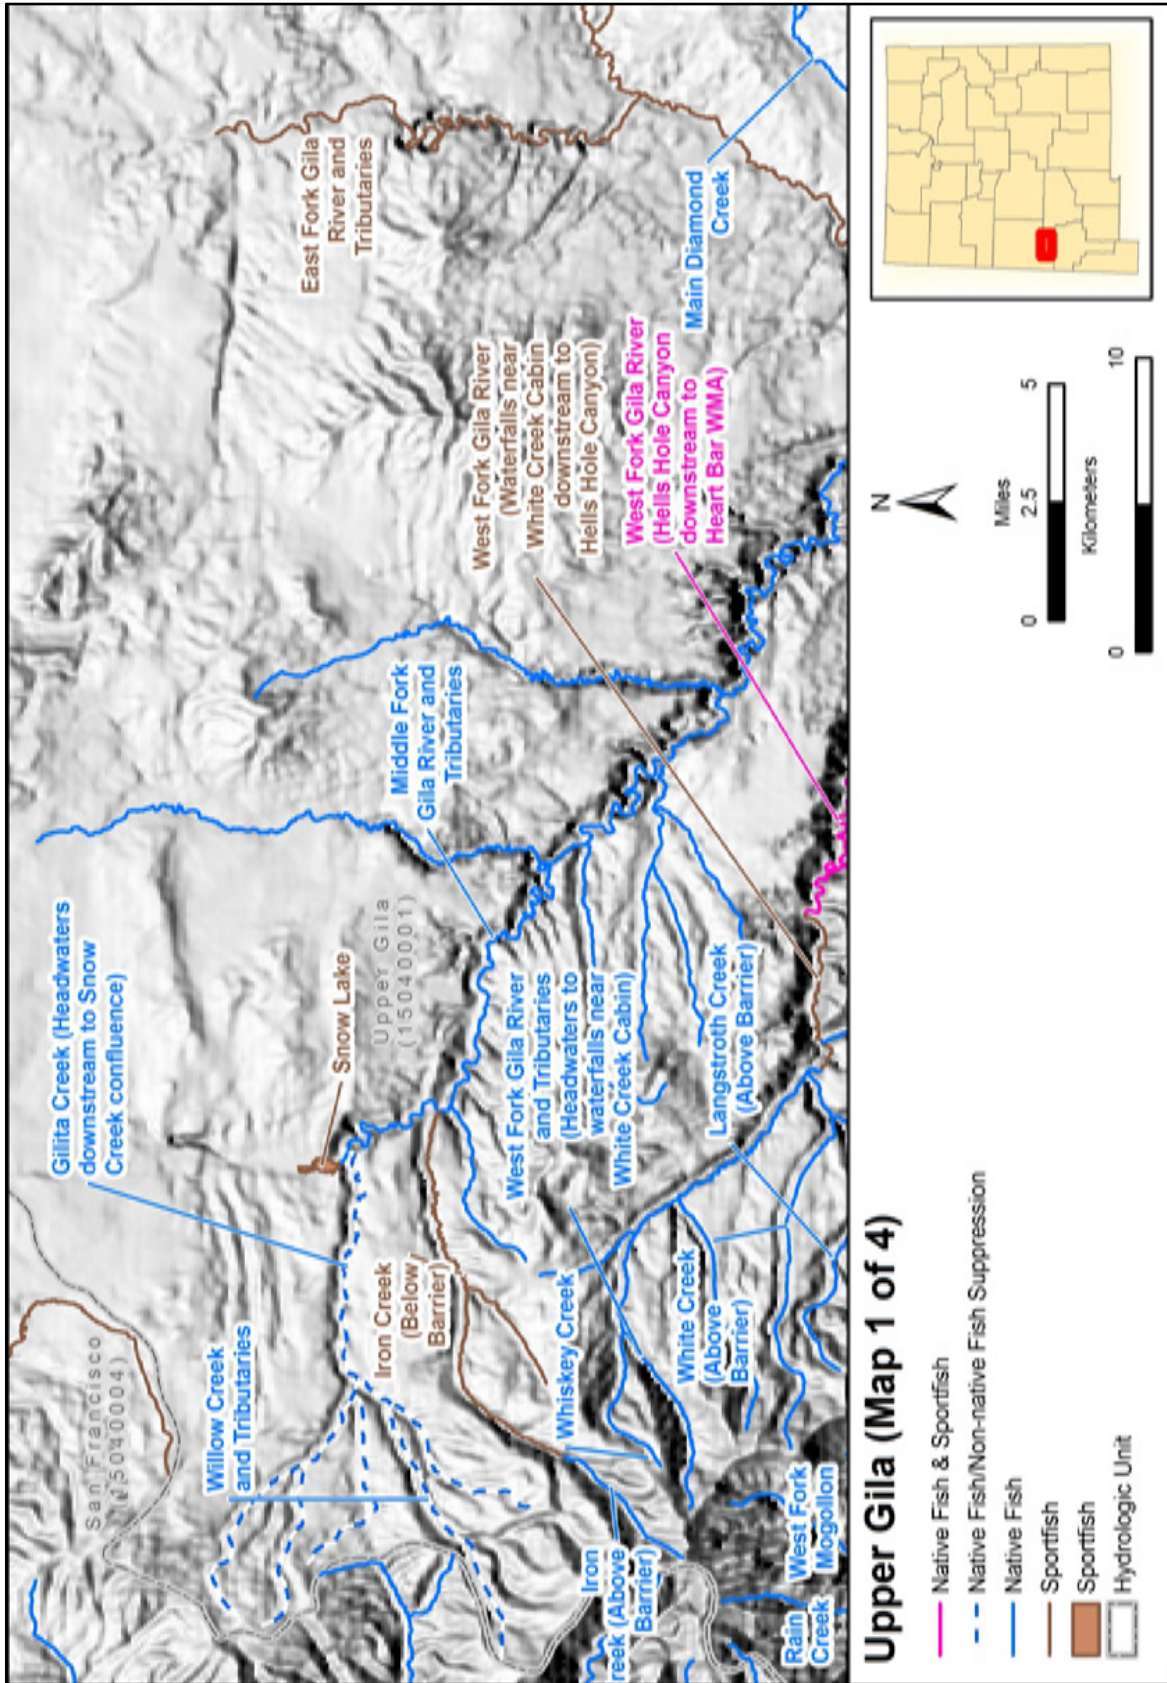 San Francisco
(15040004)
Gilita Creek (Headwaters
downstream to Snow
Creek confluence)
Willow Creek
and Tributaries
Snow Lake
East Fork Gila
River and
Tributaries
Upper Gila
(15040001)
Middle Fork
Gila River and
Tributaries
Iron Creek
(Below
Barrier)
West Fork Gila River
(Waterfalls near
White Creek Cabin
downstream to
Hells Hole Canyon)
West Fork Gila River
and Tributaries
(Headwaters to
waterfalls near
White Creek Cabin)
Whiskey Creek
Iron
reek (Above
Barrier)
West Fork Gila River
(Hells Hole Canyon
downstream to
Heart Bar WMA)
White Creek
(Above
Barrier)
Langstroth Creek
(Above Barrier)
Main Diamond
Creek
Rain
Creek
West Fork
Mogollon
Upper Gila (Map 1 of 4)
Native Fish & Sportfish
Native Fish/Non-native Fish Suppression
Native Fish
Sportfish
Sportfish
Hydrologic Unit
N
Miles
0 2.5 5
Kilometers
0 10